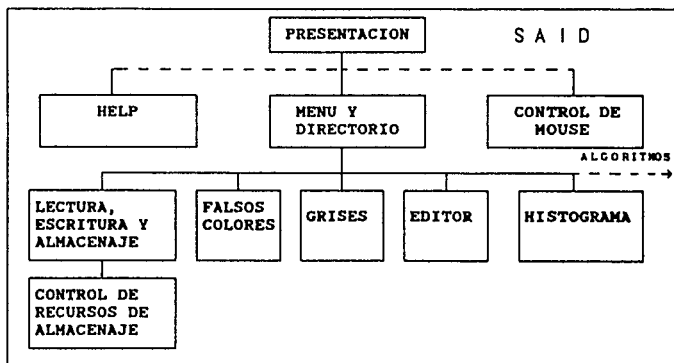 PRESENTACION
S A I D
HELP
MENU Y
DIRECTORIO
CONTROL DE
MOUSE
ALGORITMOS
LECTURA,
ESCRITURA Y
ALMACENAJE
FALSOS
COLORES
GRISES
EDITOR
HISTOGRAMA
CONTROL DE
RECURSOS DE
ALMACENAJE